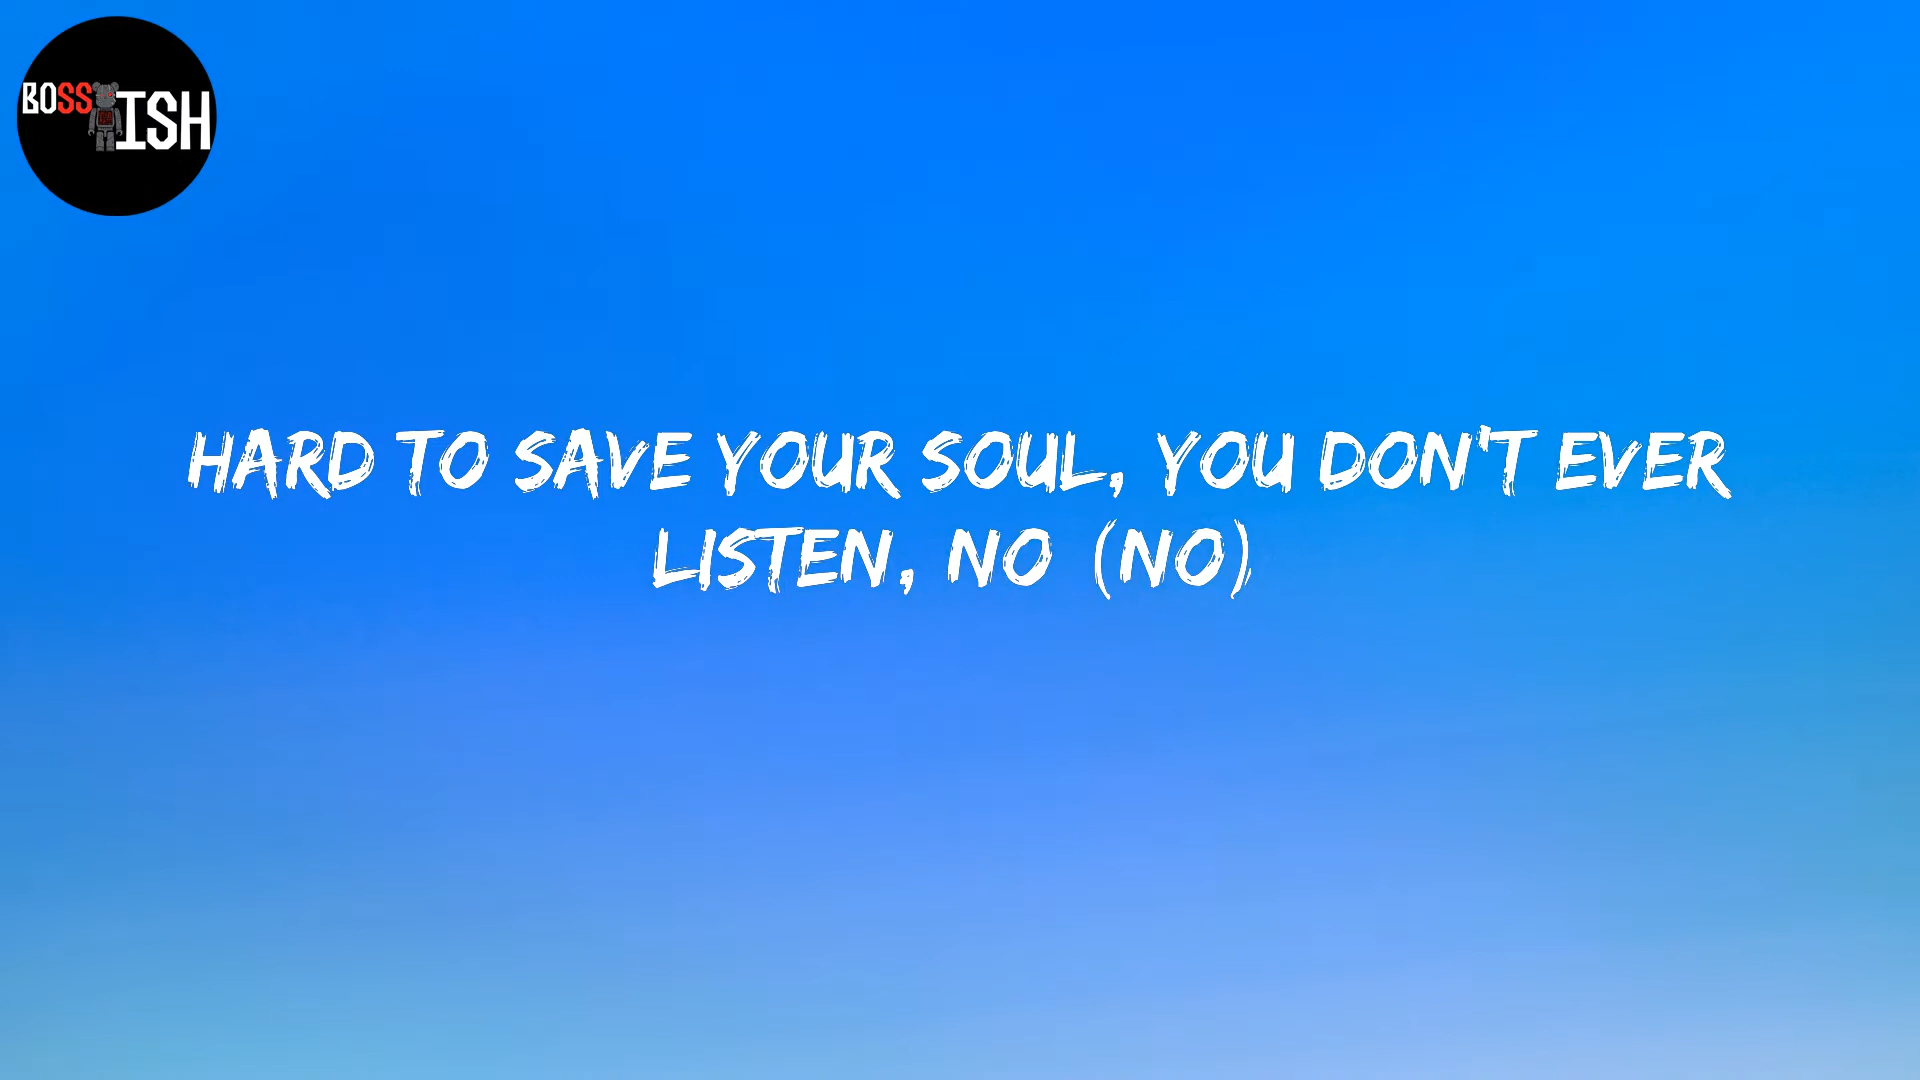 BOSS ISH
HARD TO SAVE YOUR SOUL, YOU DON'T EVER
LISTEN, NO (NO)